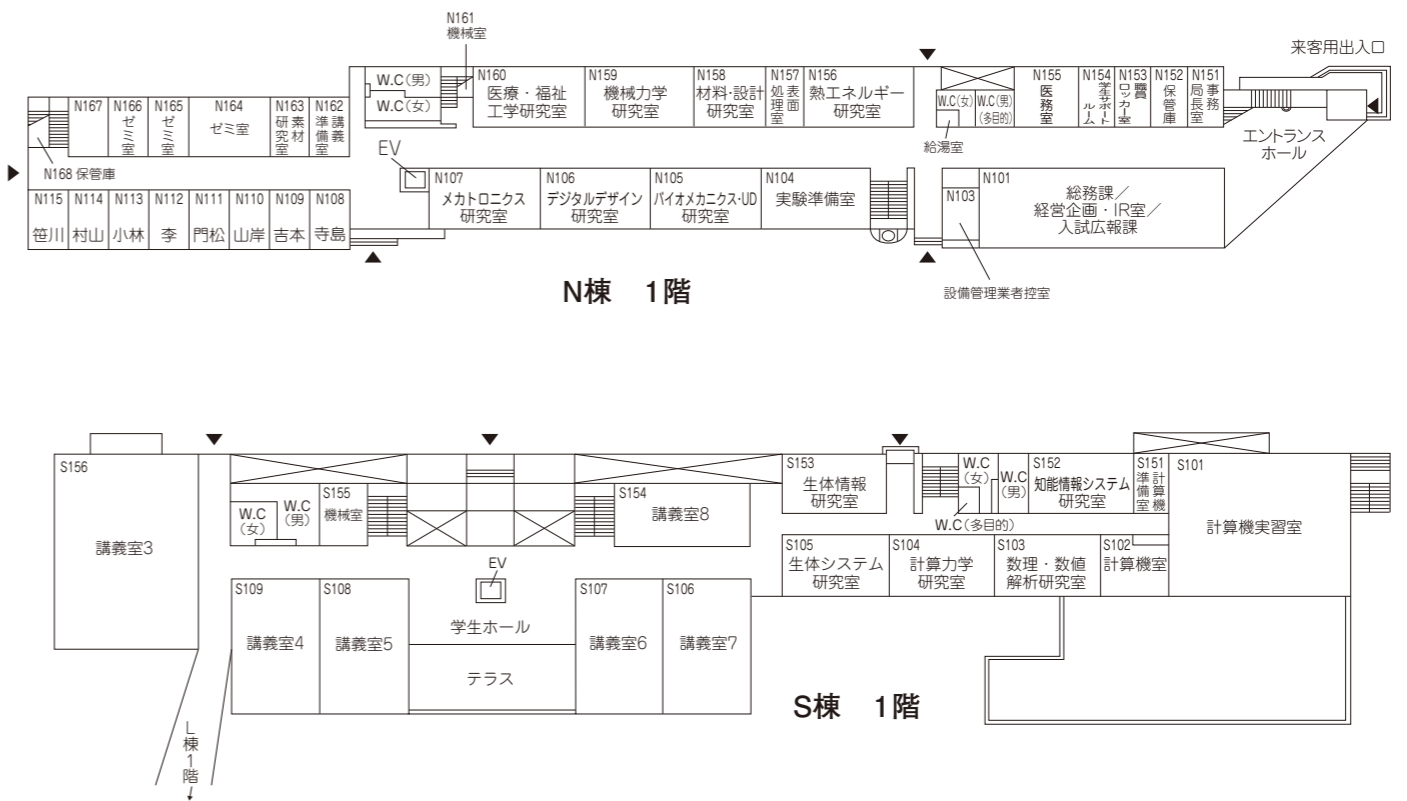 N161
機械室
来客用出入口
W.C(男)
W.C(女)
N160
医療・福祉
工学研究室
N159
機械力学
研究室
N158
材料・設計
研究室
N157
表面
処理室
N156
熱エネルギー
研究室
W.C(女)
W.C(男)
(多目的)
給湯室
N155
医務室
N154
学生サポート
ルーム
N153
職員
ロッカー室
N152
保管庫
N151
事務
局長室
エントランス
ホール
N167
N166
ゼミ室
N165
ゼミ室
N164
ゼミ室
N163
素材
研究室
N162
講義
準備室
N168 保管庫
EV
N115
笹川
N114
村山
N113
小林
N112
李
N111
門松
N110
山岸
N109
吉本
N108
寺島
N107
メカトロニクス
研究室
N106
デジタルデザイン
研究室
N105
バイオメカニクス・UD
研究室
N104
実験準備室
N103
設備管理業者控室
N101
総務課/
経営企画・IR室/
入試広報課
N棟 1階
S156
講義室3
W.C
(女)
W.C
(男)
S155
機械室
S154
講義室8
S153
生体情報
研究室
W.C
(女)
W.C
(男)
W.C(多目的)
S152
知能情報システム
研究室
S151
計算機
準備室
S101
計算機実習室
S105
生体システム
研究室
S104
計算力学
研究室
S103
数理・数値
解析研究室
S102
計算機室
S109
講義室4
S108
講義室5
EV
学生ホール
テラス
S107
講義室6
S106
講義室7
S棟 1階
L棟1階